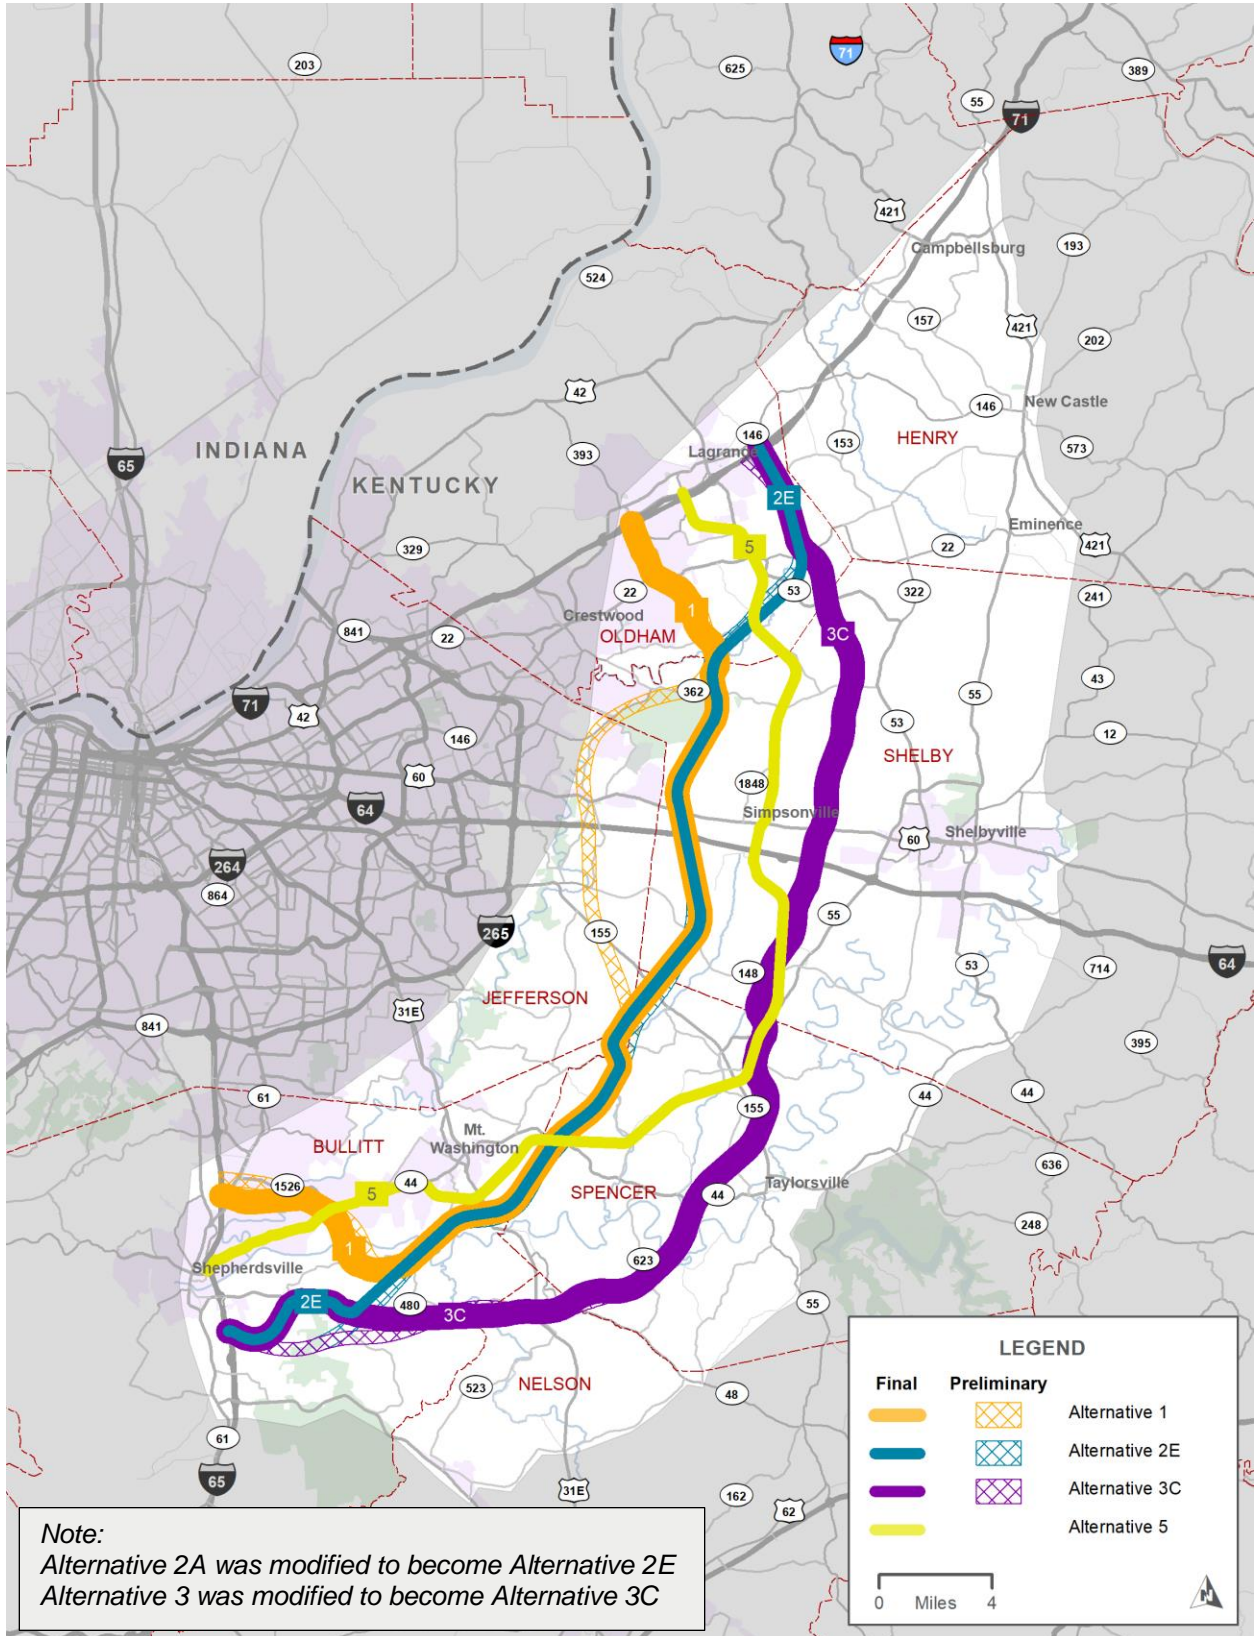 203
625
71
389
55
71
421
Campbellsburg
193
524
157
421
202
42
146
New Castle
INDIANA
393
146
Lagrange
153
HENRY
573
65
KENTUCKY
2E
Eminence
329
5
22
421
22
53
322
241
841
22
Crestwood
1
OLDHAM
3C
71
42
362
55
43
146
53
12
60
SHELBY
64
1848
Simpsonville
60
Shelbyville
264
864
265
155
55
148
53
714
64
JEFFERSON
31E
841
395
61
155
44
44
Mt.
Washington
BULLITT
1526
44
5
SPENCER
Taylorsville
636
44
248
1
Shepherdsville
623
2E
480
3C
55
NELSON
523
48
61
65
31E
162
62
LEGEND
Final Preliminary
Alternative 1
Alternative 2E
Alternative 3C
Alternative 5
0 Miles 4
N
Note:
Alternative 2A was modified to become Alternative 2E
Alternative 3 was modified to become Alternative 3C